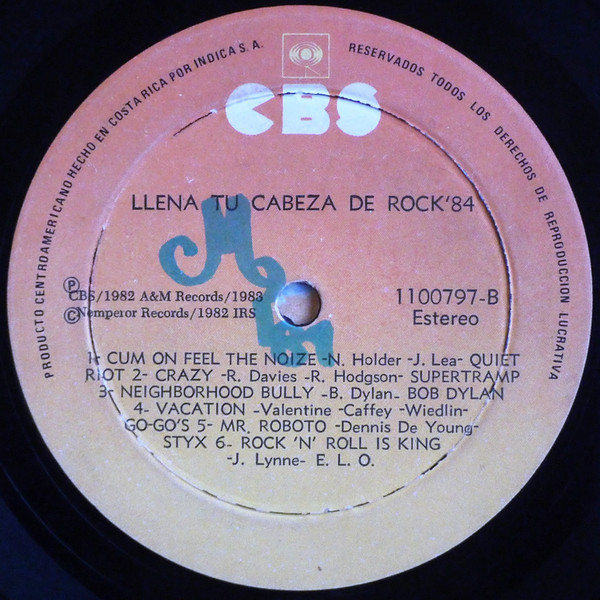 PRODUCTO CENTROAMERICANO HECHO EN COSTA RICA POR INDICA S. A.
RESERVADOS TODOS LOS DERECHOS DE REPRODUCCION LUCRATIVA
CBS
LLENA TU CABEZA DE ROCK'84
Ⓟ CBS/1982 A&M Records/1983
Ⓒ Nemperor Records/1982 IRS
1100797-B
Estereo
1- CUM ON FEEL THE NOIZE -N. Holder -J. Lea- QUIET
RIOT 2- CRAZY -R. Davies -R. Hodgson- SUPERTRAMP
3- NEIGHBORHOOD BULLY -B. Dylan- BOB DYLAN
4- VACATION -Valentine -Caffey -Wiedlin-
GO-GO'S 5- MR. ROBOTO -Dennis De Young-
STYX 6- ROCK 'N' ROLL IS KING
-J. Lynne- E. L. O.